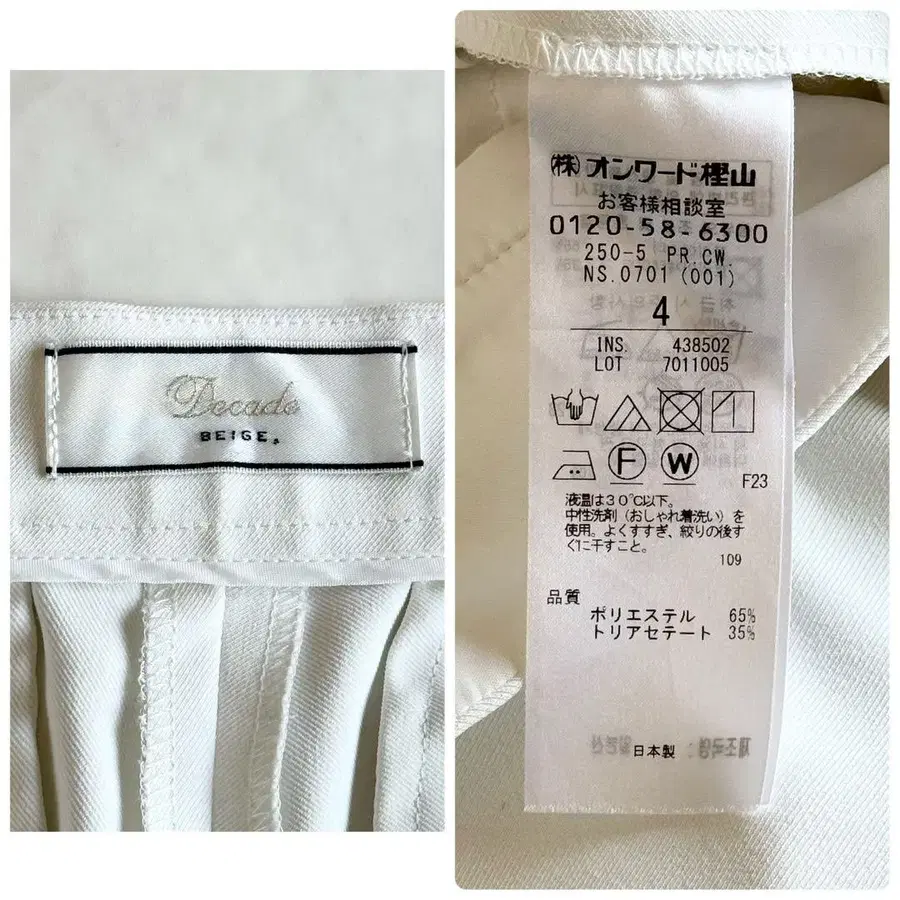 Decade
BEIGE,
㈱オンワード樫山
お客様相談室
0120-58-6300
250-5 PR.CW.
NS.0701 (001)
4
INS. 438502
LOT 7011005
F W
F23
液温は30℃以下。
中性洗剤（おしゃれ着洗い）を
使用。よくすすぎ、絞りの後す
ぐに干すこと。
109
品質
ポリエステル 65%
トリアセテート 35%
日本製